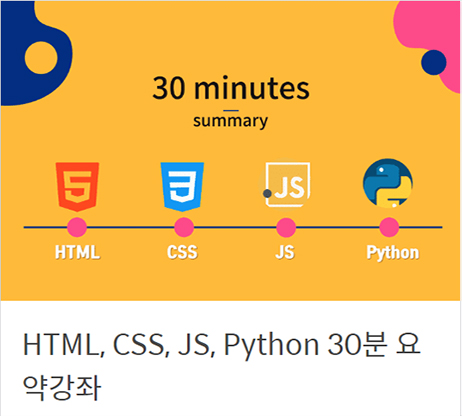 30 minutes
summary
5
3
JS
HTML
CSS
JS
Python
HTML, CSS, JS, Python 30분 요
약강좌